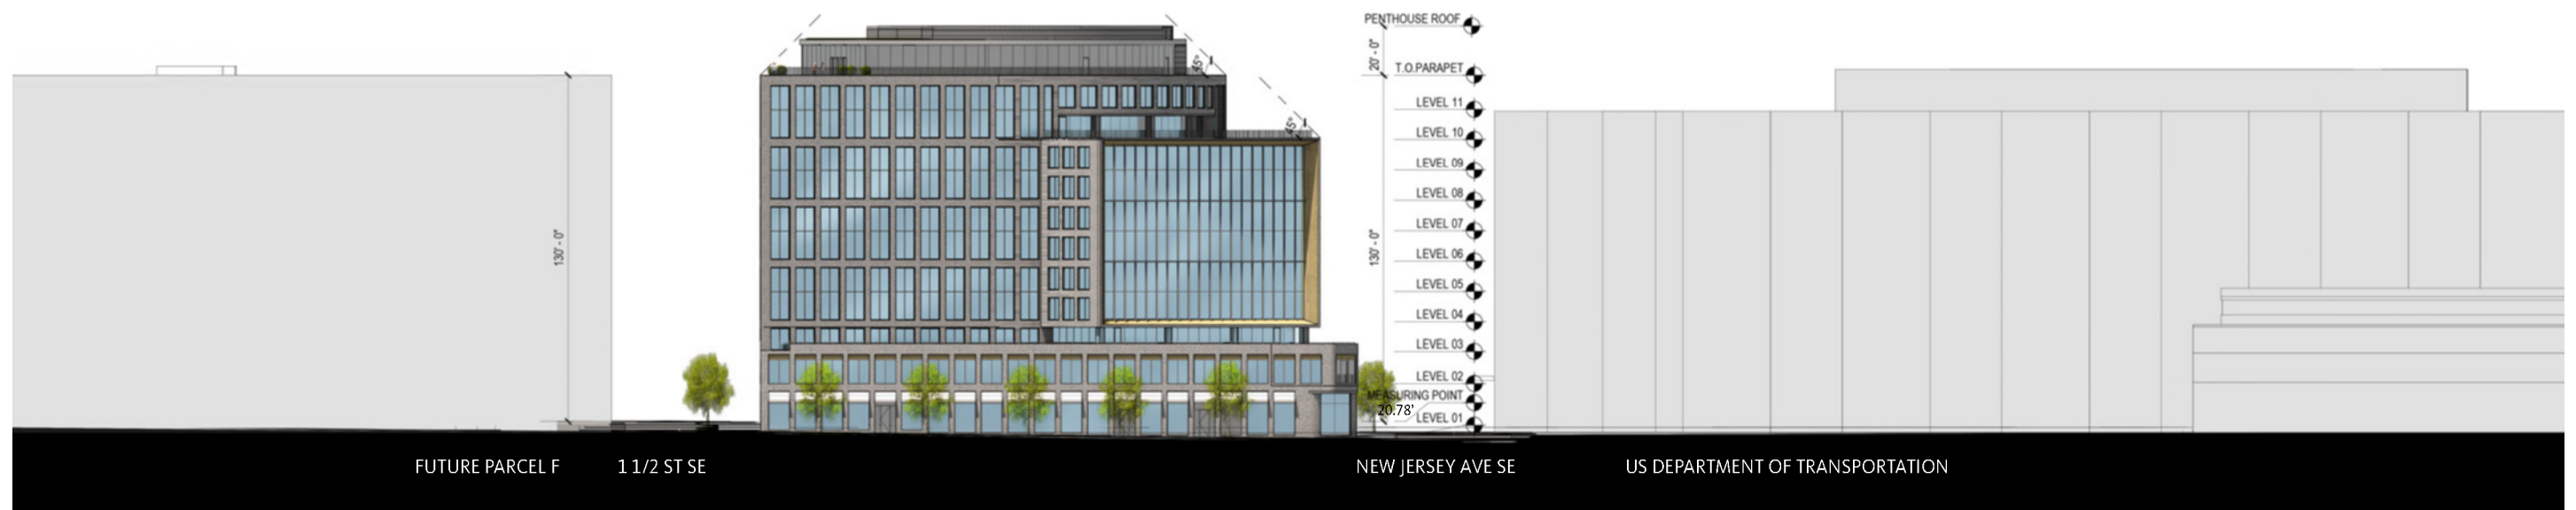 PENTHOUSE ROOF
20' - 0"
45°
T.O.PARAPET
LEVEL 11
45°
LEVEL 10
LEVEL 09
LEVEL 08
LEVEL 07
130' - 0"
130' - 0"
LEVEL 06
LEVEL 05
LEVEL 04
LEVEL 03
LEVEL 02
MEASURING POINT
20.78'
LEVEL 01
FUTURE PARCEL F
1 1/2 ST SE
NEW JERSEY AVE SE
US DEPARTMENT OF TRANSPORTATION